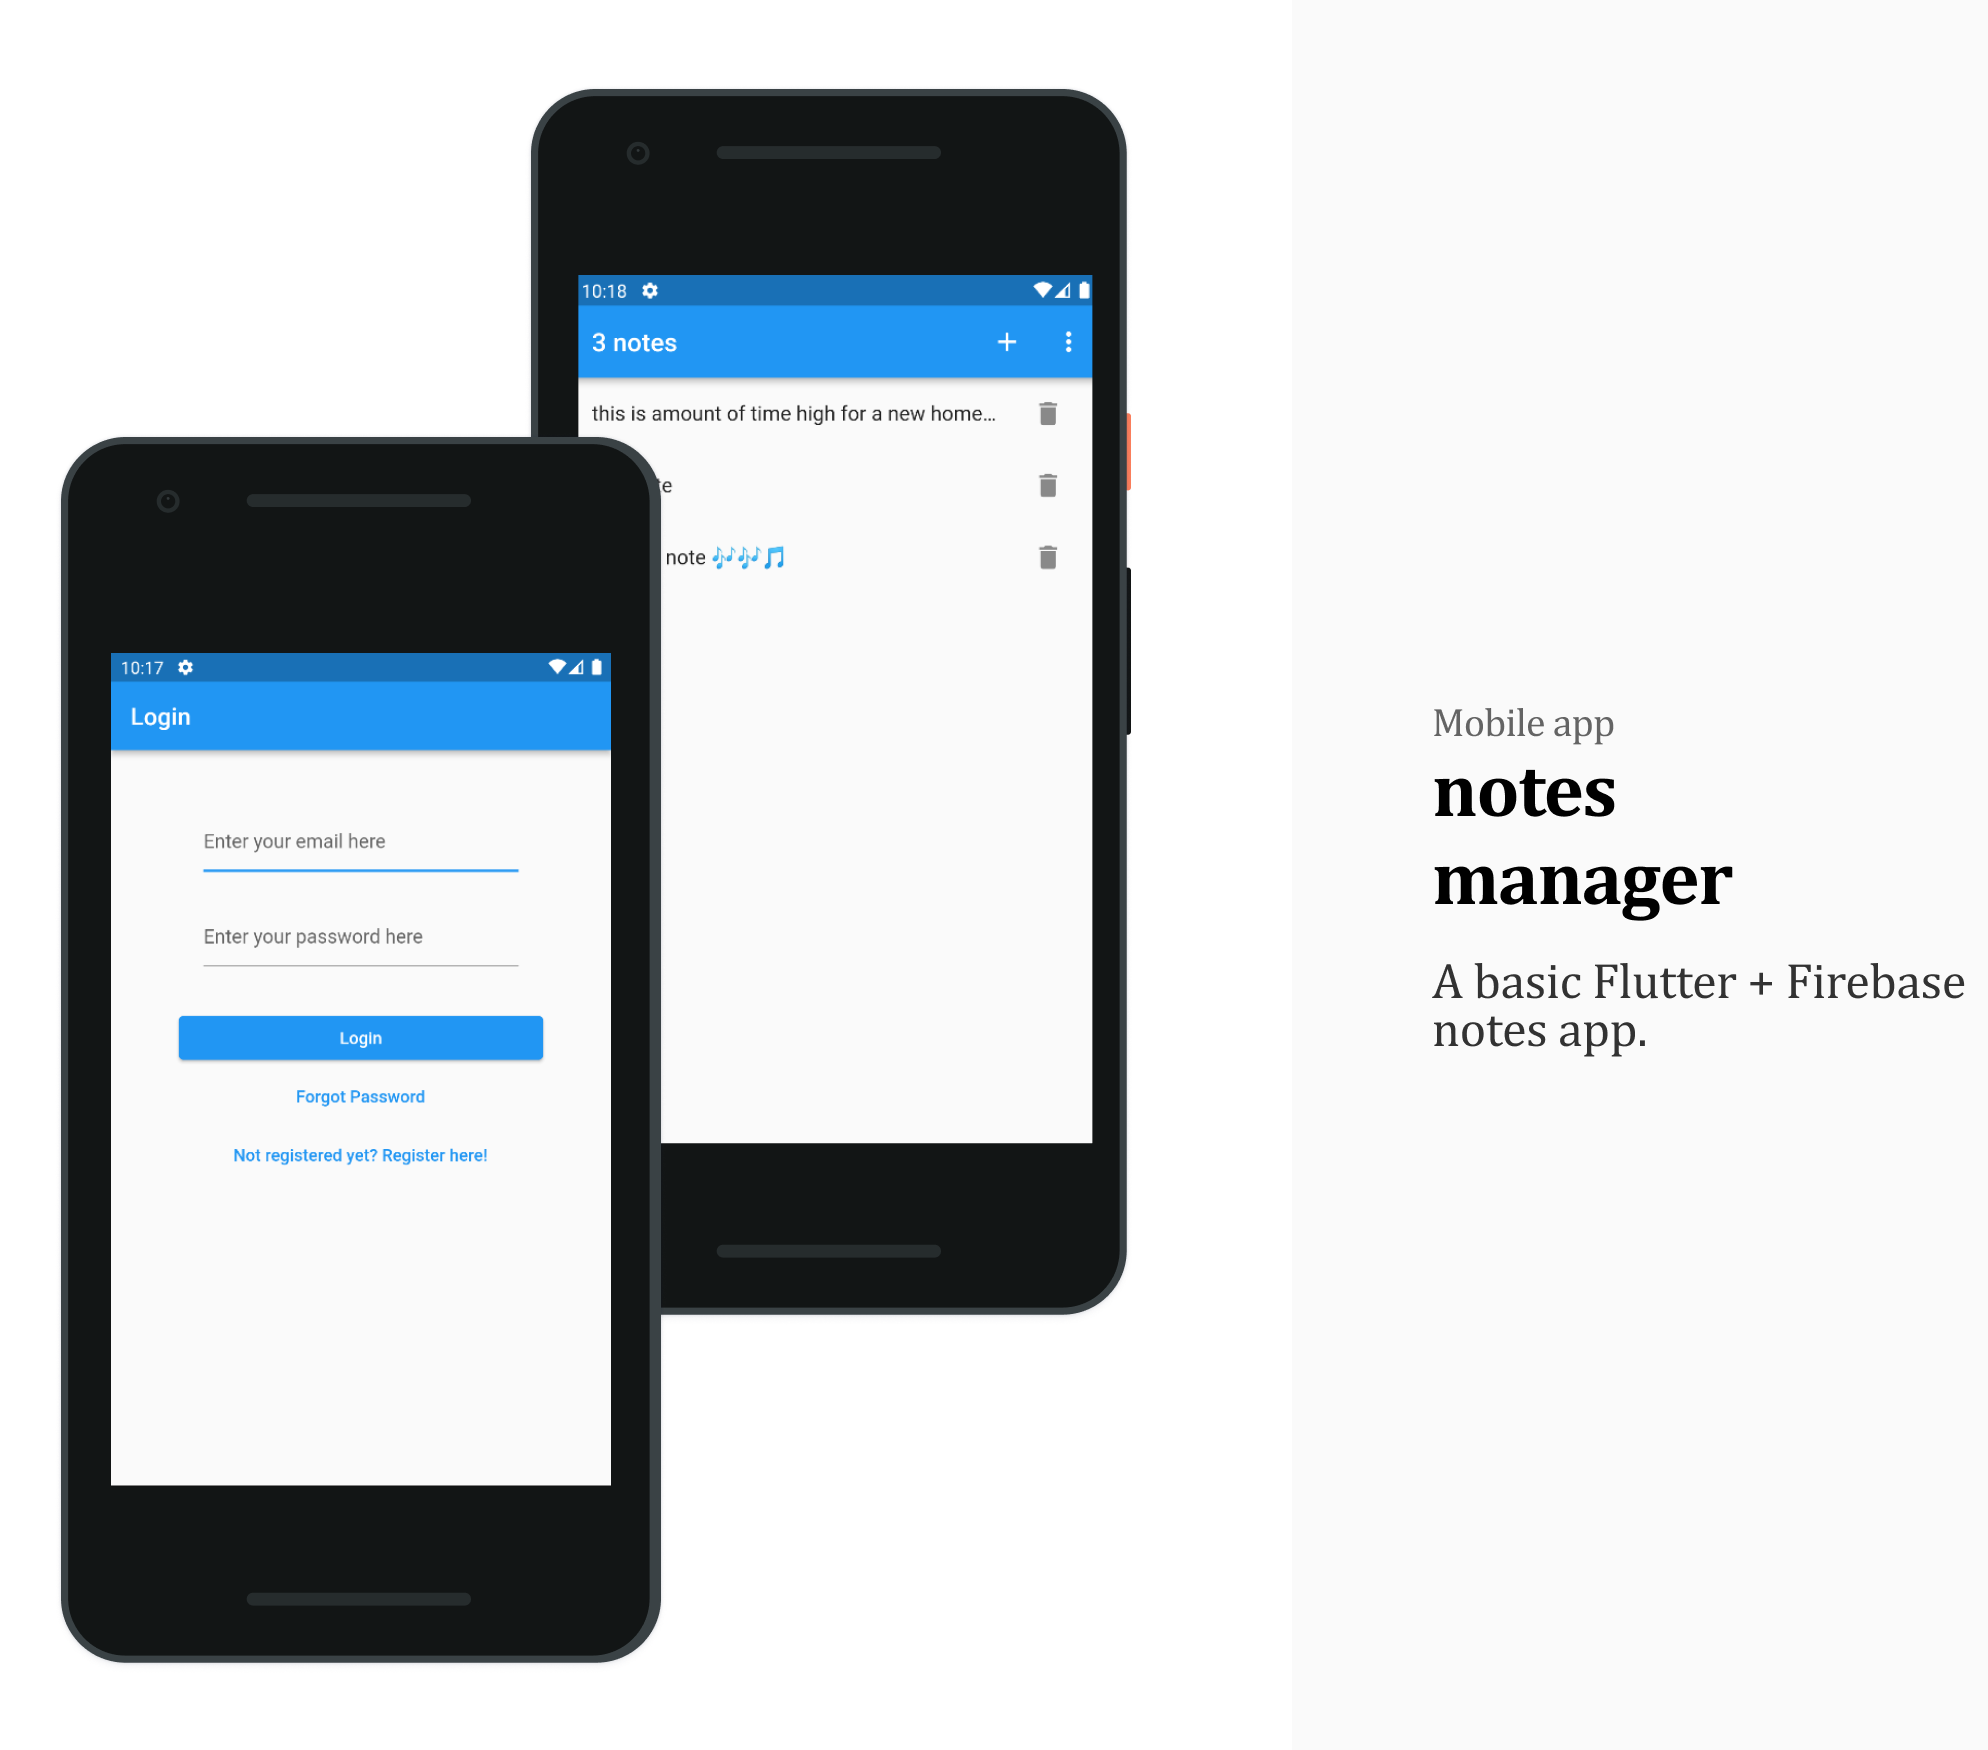 10:18
3 notes
this is amount of time high for a new home...
note 🎶🎶🎵
10:17
Login
Enter your email here
Enter your password here
Login
Forgot Password
Not registered yet? Register here!
Mobile app
notes
manager
A basic Flutter + Firebase
notes app.